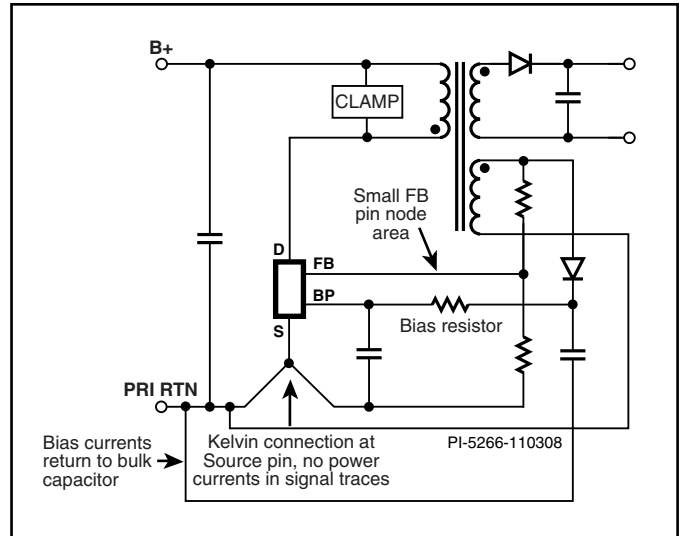 B+
CLAMP
Small FB
pin node
area
D
FB
BP
S
Bias resistor
PRI RTN
Bias currents
return to bulk
capacitor
Kelvin connection at
Source pin, no power
currents in signal traces
PI-5266-110308